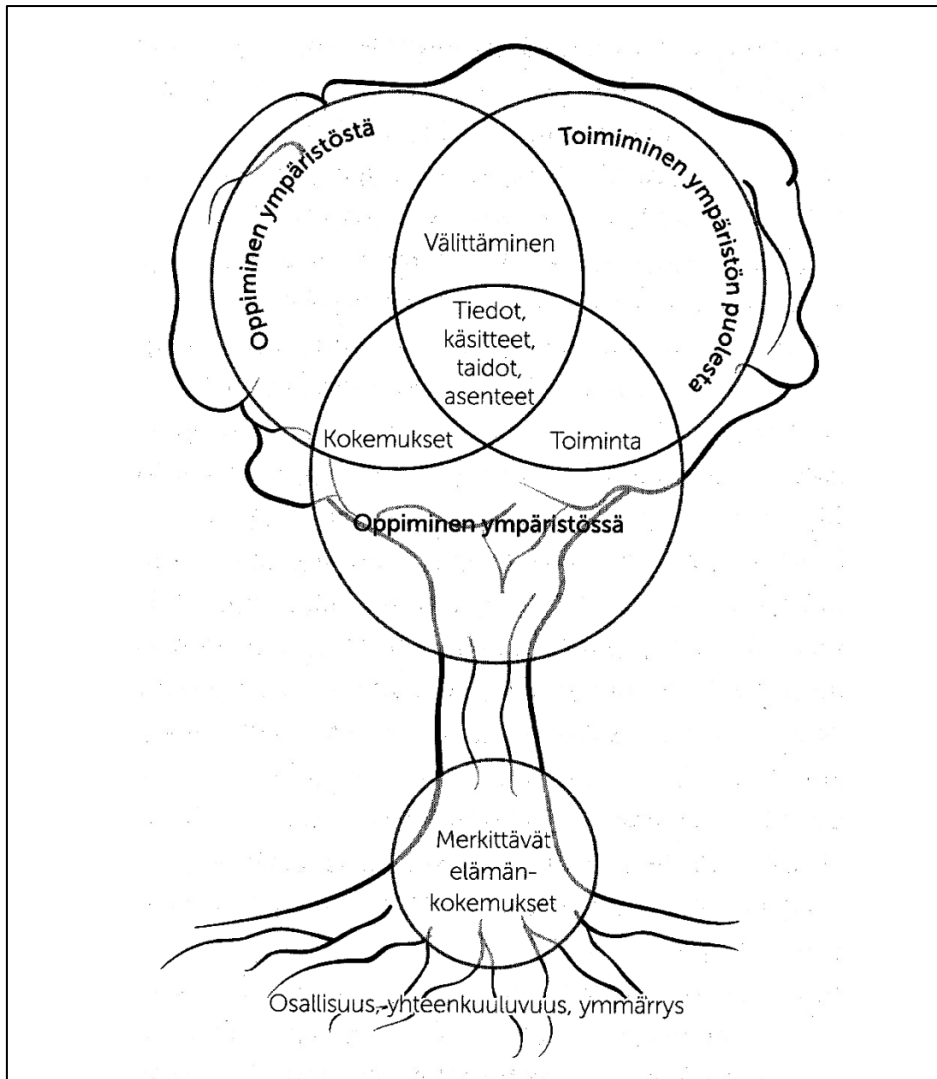 Oppiminen ympäristöstä
Toimiminen ympäristön puolesta
Välittäminen
Tiedot,
käsitteet,
taidot,
asenteet
Kokemukset
Toiminta
Oppiminen ympäristössä
Merkittävät
elämän-
kokemukset
Osallisuus, yhteenkuuluvuus, ymmärrys